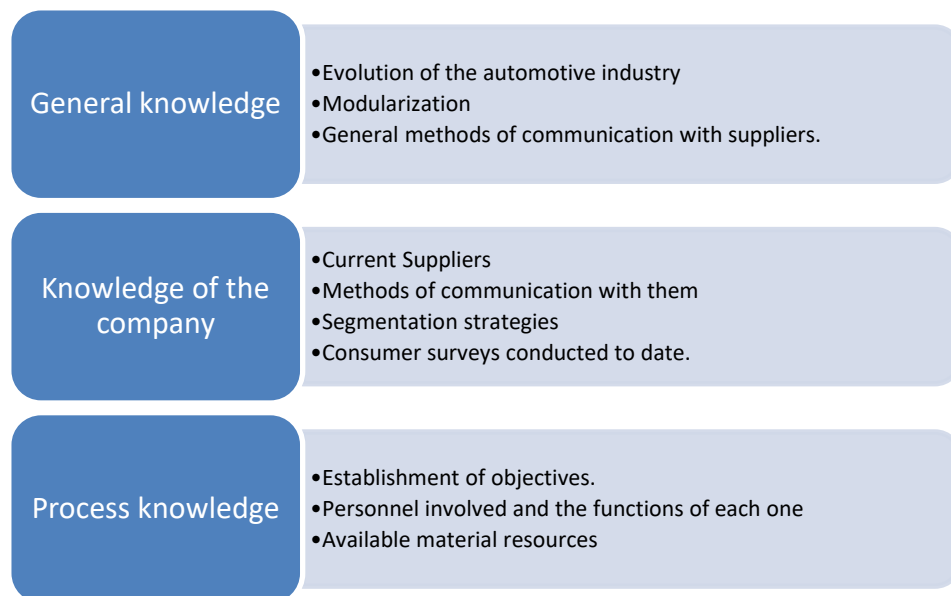 General knowledge
•Evolution of the automotive industry
•Modularization
•General methods of communication with suppliers.
Knowledge of the
company
•Current Suppliers
•Methods of communication with them
•Segmentation strategies
•Consumer surveys conducted to date.
Process knowledge
•Establishment of objectives.
•Personnel involved and the functions of each one
•Available material resources